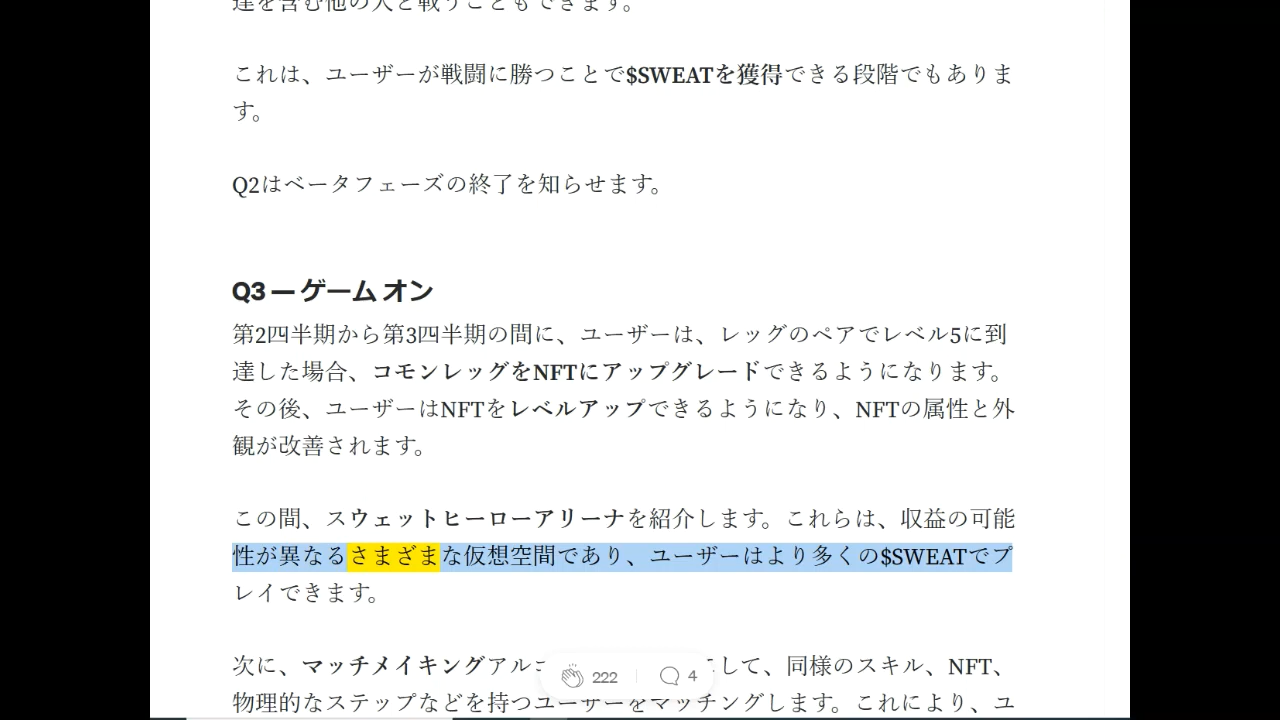 達を含む他の人と戦うこともできます。
これは、ユーザーが戦闘に勝つことで$SWEATを獲得できる段階でもありま
す。
Q2はベータフェーズの終了を知らせます。
Q3 — ゲーム オン
第2四半期から第3四半期の間に、ユーザーは、レッグのペアでレベル5に到
達した場合、コモンレッグをNFTにアップグレードできるようになります。
その後、ユーザーはNFTをレベルアップできるようになり、NFTの属性と外
観が改善されます。
この間、スウェットヒーローアリーナを紹介します。これらは、収益の可能
性が異なるさまざまな仮想空間であり、ユーザーはより多くの$SWEATでプ
レイできます。
次に、マッチメイキングアルして、同様のスキル、NFT、
物理的なステップなどを持つユーザーをマッチングします。これにより、ユ
222
4